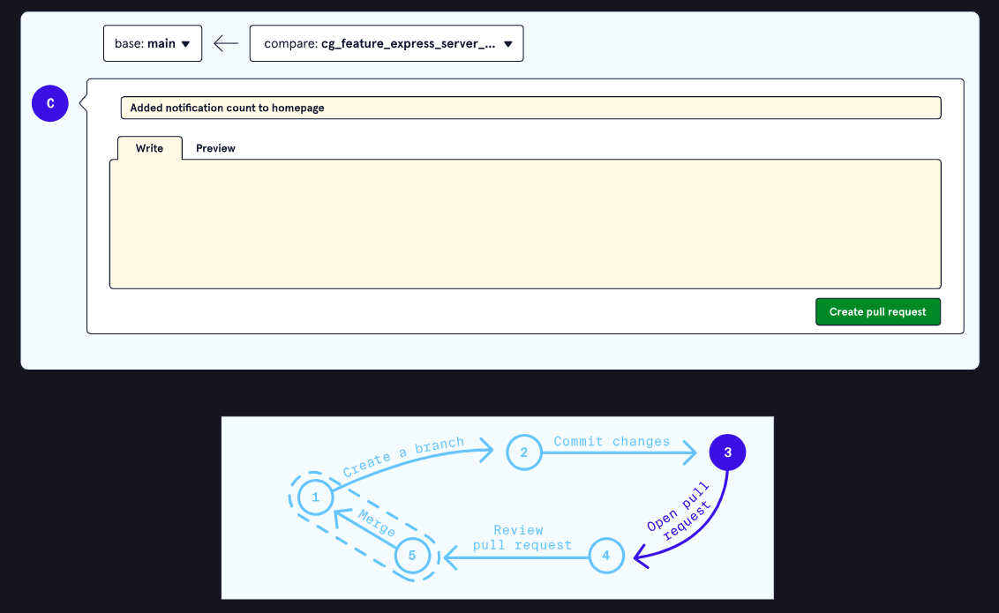 base: main
compare: cg_feature_express_server_...
C
Added notification count to homepage
Write
Preview
Create pull request
Create a branch
2
Commit changes
3
1
Merge
Open pull
request
Review
pull request
5
4